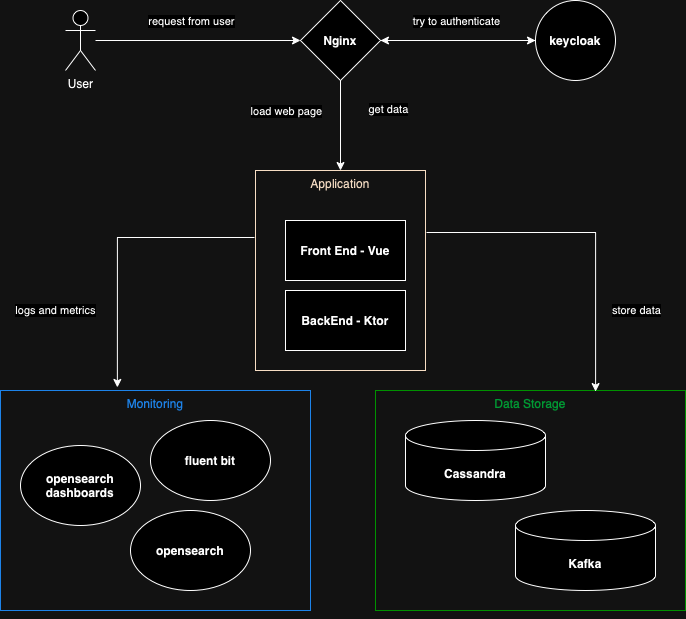 request from user
try to authenticate
Nginx
keycloak
User
load web page
get data
Application
Front End - Vue
BackEnd - Ktor
logs and metrics
store data
Monitoring
Data Storage
fluent bit
opensearch
dashboards
Cassandra
opensearch
Kafka